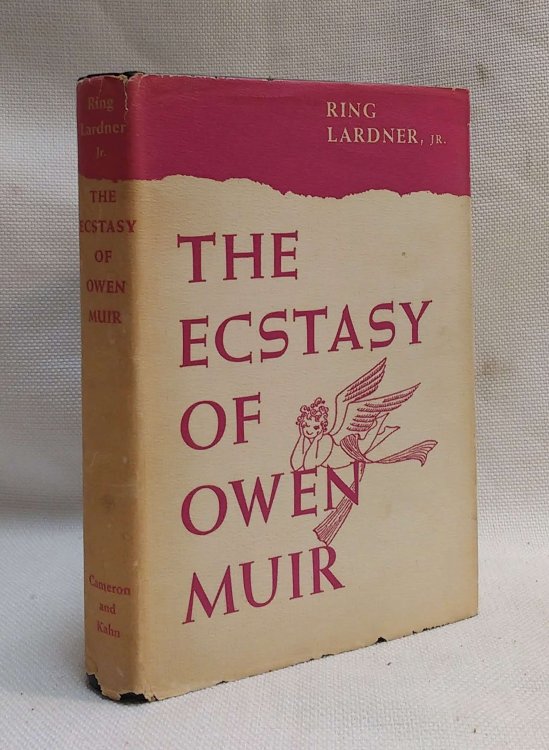 Ring
Lardner
Jr.
THE
ECSTASY
OF
OWEN
MUIR
Cameron
and
Kahn
RING
LARDNER, JR.
THE
ECSTASY
OF
OWEN
MUIR